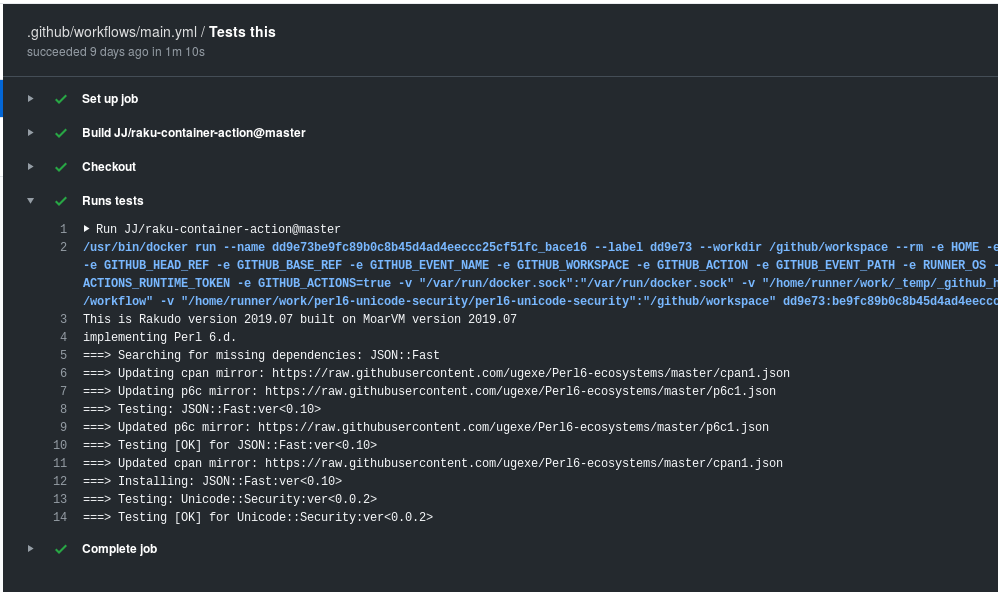 .github/workflows/main.yml / Tests this
succeeded 9 days ago in 1m 10s
Set up job
Build JJ/raku-container-action@master
Checkout
Runs tests
1 Run JJ/raku-container-action@master
2 /usr/bin/docker run --name dd9e73be9fc89b0c8b45d4ad4eeccc25cf51fc_bace16 --label dd9e73 --workdir /github/workspace --rm -e HOME -e
-e GITHUB_HEAD_REF -e GITHUB_BASE_REF -e GITHUB_EVENT_NAME -e GITHUB_WORKSPACE -e GITHUB_ACTION -e GITHUB_EVENT_PATH -e RUNNER_OS -
ACTIONS_RUNTIME_TOKEN -e GITHUB_ACTIONS=true -v "/var/run/docker.sock":"/var/run/docker.sock" -v "/home/runner/work/_temp/_github_h
/workflow" -v "/home/runner/work/perl6-unicode-security/perl6-unicode-security":"/github/workspace" dd9e73:be9fc89b0c8b45d4ad4eeccc
3 This is Rakudo version 2019.07 built on MoarVM version 2019.07
4 implementing Perl 6.d.
5 ===> Searching for missing dependencies: JSON::Fast
6 ===> Updating cpan mirror: https://raw.githubusercontent.com/ugexe/Perl6-ecosystems/master/cpan1.json
7 ===> Updating p6c mirror: https://raw.githubusercontent.com/ugexe/Perl6-ecosystems/master/p6c1.json
8 ===> Testing: JSON::Fast:ver<0.10>
9 ===> Updated p6c mirror: https://raw.githubusercontent.com/ugexe/Perl6-ecosystems/master/p6c1.json
10 ===> Testing [OK] for JSON::Fast:ver<0.10>
11 ===> Updated cpan mirror: https://raw.githubusercontent.com/ugexe/Perl6-ecosystems/master/cpan1.json
12 ===> Installing: JSON::Fast:ver<0.10>
13 ===> Testing: Unicode::Security:ver<0.0.2>
14 ===> Testing [OK] for Unicode::Security:ver<0.0.2>
Complete job